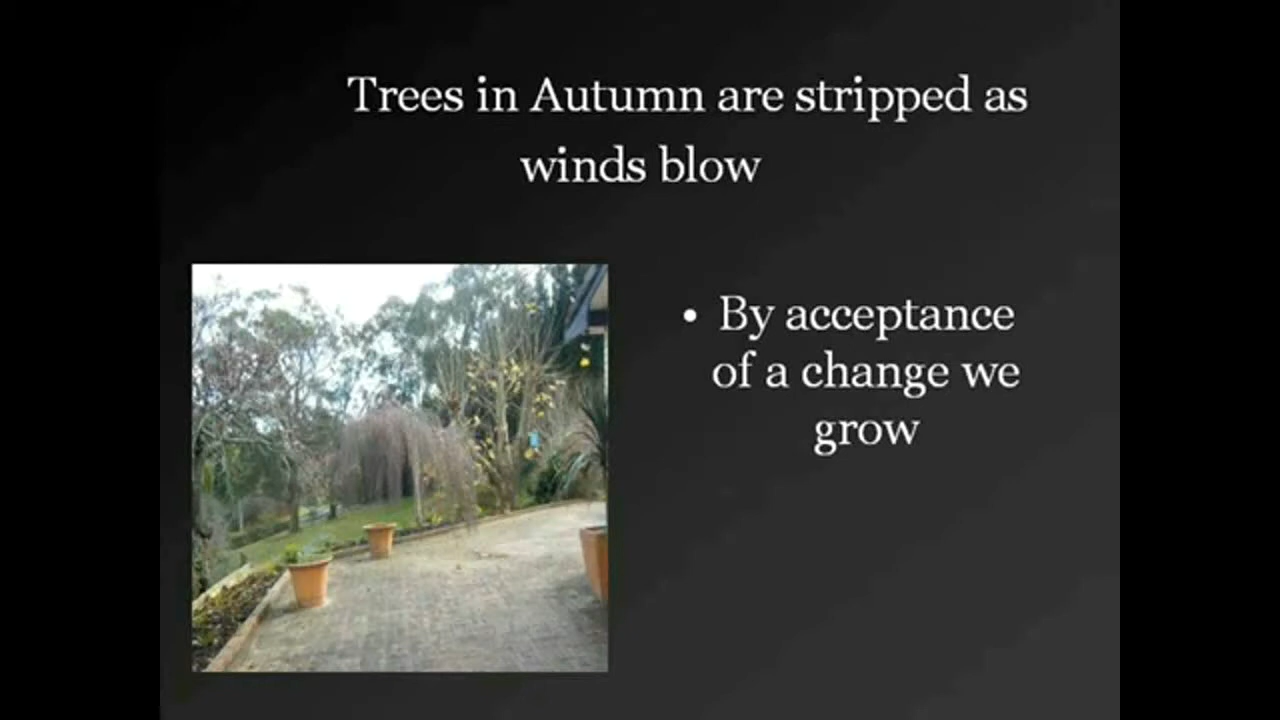 Trees in Autumn are stripped as
winds blow
• By acceptance
of a change we
grow